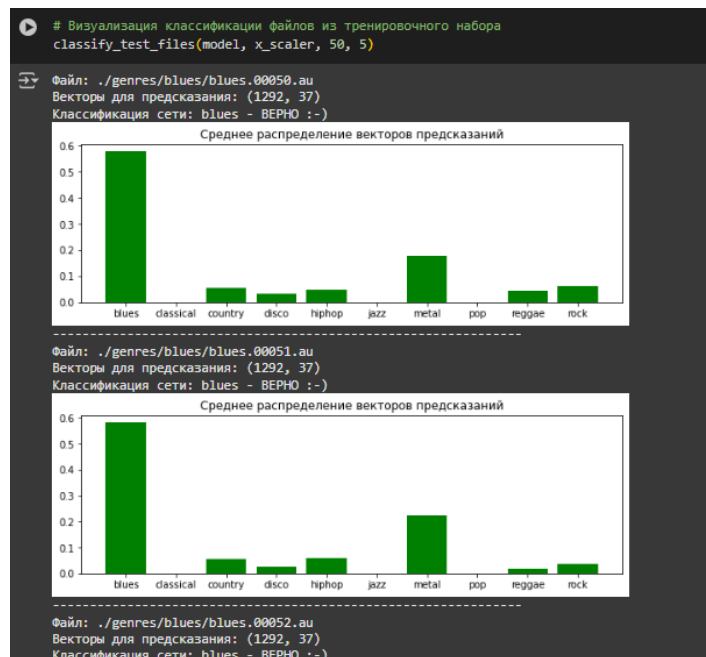 # Визуализация классификации файлов из тренировочного набора
classify_test_files(model, x_scaler, 50, 5)
Файл: ./genres/blues/blues.00050.au
Векторы для предсказания: (1292, 37)
Классификация сети: blues - ВЕРНО :-)
Среднее распределение векторов предсказаний
0.6
0.5
0.4
0.3
0.2
0.1
0.0
blues classical country disco hiphop jazz metal pop reggae rock
----------------------------------------------------------------
Файл: ./genres/blues/blues.00051.au
Векторы для предсказания: (1292, 37)
Классификация сети: blues - ВЕРНО :-)
Среднее распределение векторов предсказаний
0.6
0.5
0.4
0.3
0.2
0.1
0.0
blues classical country disco hiphop jazz metal pop reggae rock
----------------------------------------------------------------
Файл: ./genres/blues/blues.00052.au
Векторы для предсказания: (1292, 37)
Классификация сети: blues - ВЕРНО :-)